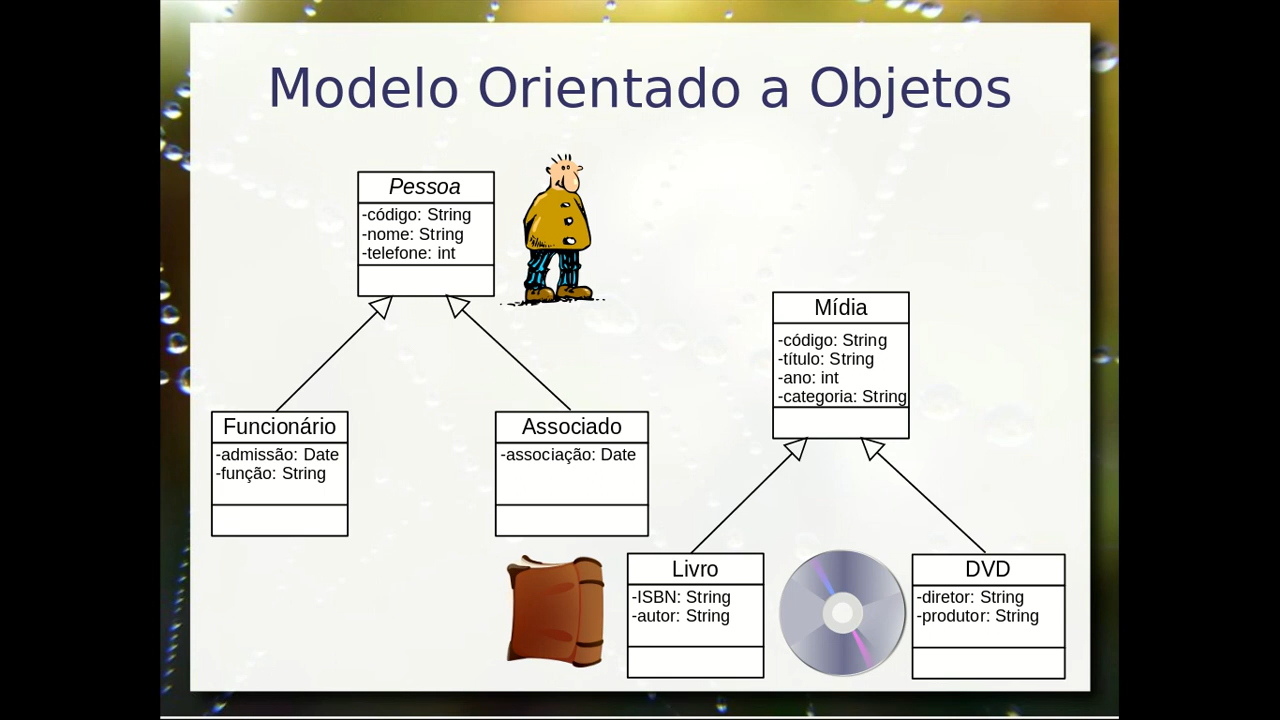 Modelo Orientado a Objetos
Pessoa
-código: String
-nome: String
-telefone: int
Mídia
-código: String
-título: String
-ano: int
-categoria: String
Funcionário
-admissão: Date
-função: String
Associado
-associação: Date
Livro
-ISBN: String
-autor: String
DVD
-diretor: String
-produtor: String